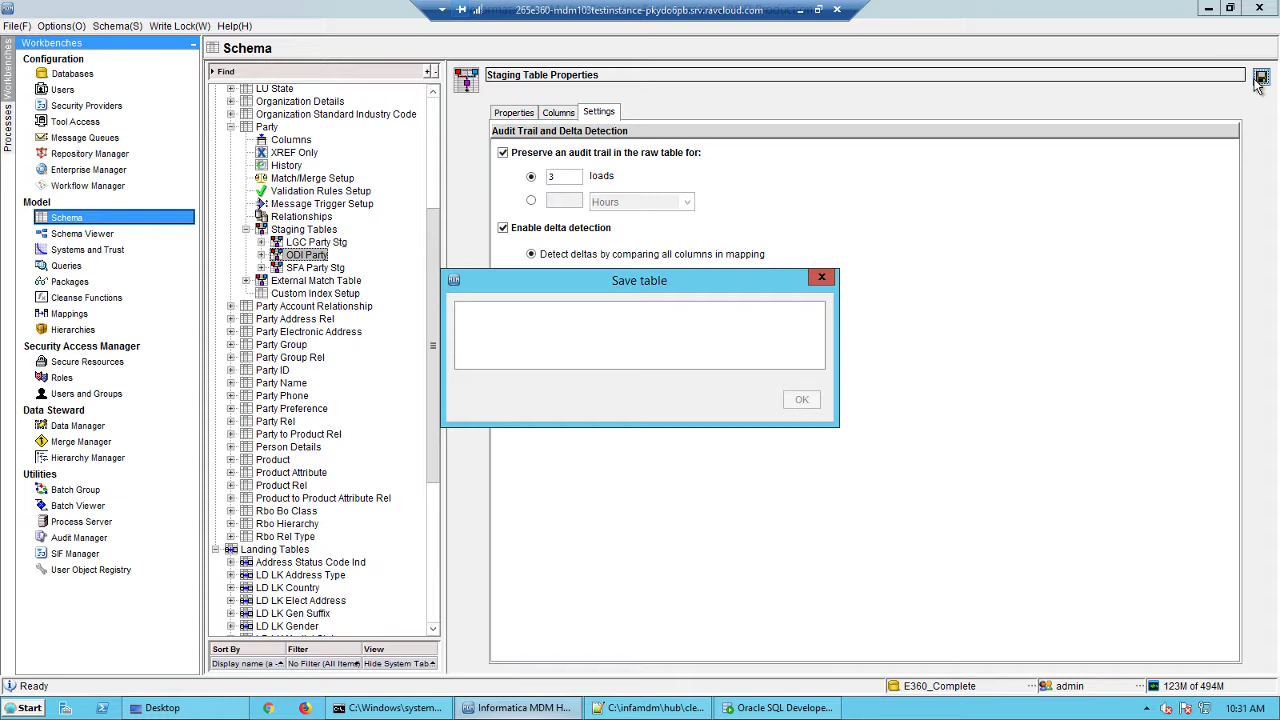 265e360-mdm103testinstance-pkydo6pb.srv.ravcloud.com
File(F) Options(O) Schema(S) Write Lock(W) Help(H)
Workbenches
Processes
Workbenches
Configuration
Databases
Users
Security Providers
Tool Access
Message Queues
Repository Manager
Enterprise Manager
Workflow Manager
Model
Schema
Schema Viewer
Systems and Trust
Queries
Packages
Cleanse Functions
Mappings
Hierarchies
Security Access Manager
Secure Resources
Roles
Users and Groups
Data Steward
Data Manager
Merge Manager
Hierarchy Manager
Utilities
Batch Group
Batch Viewer
Process Server
Audit Manager
SIF Manager
User Object Registry
Schema
Find
LU State
Organization Details
Organization Standard Industry Code
Party
Columns
XREF Only
History
Match/Merge Setup
Validation Rules Setup
Message Trigger Setup
Relationships
Staging Tables
LGC Party Stg
ODI Party
SFA Party Stg
External Match Table
Custom Index Setup
Party Account Relationship
Party Address Rel
Party Electronic Address
Party Group
Party Group Rel
Party ID
Party Name
Party Phone
Party Preference
Party Rel
Party to Product Rel
Person Details
Product
Product Attribute
Product Rel
Product to Product Attribute Rel
Rbo Bo Class
Rbo Hierarchy
Rbo Rel Type
Landing Tables
Address Status Code Ind
LD LK Address Type
LD LK Country
LD LK Elect Address
LD LK Gen Suffix
LD LK Gender
Sort By Filter View
Display name (a - No Filter (All Items) Hide System Tab..
Staging Table Properties
Properties Columns Settings
Audit Trail and Delta Detection
Preserve an audit trail in the raw table for:
3 loads
Hours
Enable delta detection
Detect deltas by comparing all columns in mapping
Save table
OK
Ready
E360_Complete
admin
123M of 494M
Start
Desktop
C:\Windows\system...
Informatica MDM H...
C:\infamdm\hub\cle...
Oracle SQL Develope...
10:31 AM